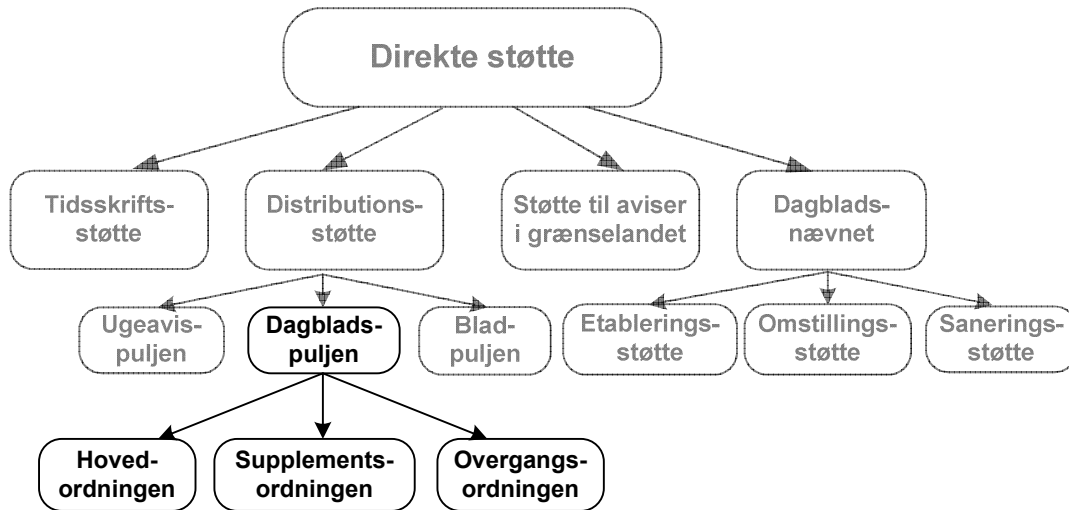 Direkte støtte
Tidsskrifts-
støtte
Distributions-
støtte
Støtte til aviser
i grænselandet
Dagblads-
nævnet
Ugeavis-
puljen
Dagblads-
puljen
Blad-
puljen
Etablerings-
støtte
Omstillings-
støtte
Sanerings-
støtte
Hoved-
ordningen
Supplements-
ordningen
Overgangs-
ordningen